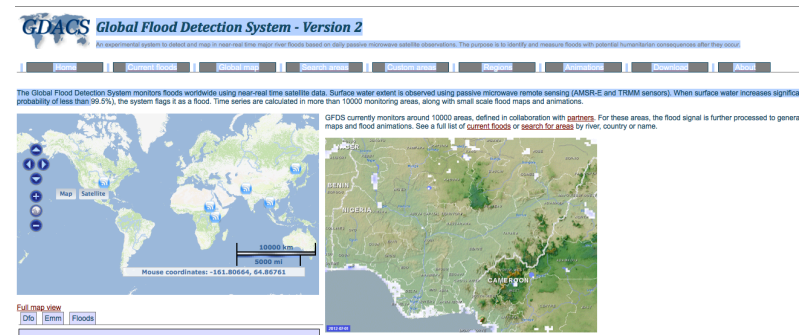 GDACS Global Flood Detection System - Version 2
An experimental system to detect and map in near-real time major river floods based on daily passive microwave satellite observations. The purpose is to identify and measure floods with potential humanitarian consequences after they occur.
Home Current floods Global map Search areas Custom areas Regions Animations Download About
The Global Flood Detection System monitors floods worldwide using near-real time satellite data. Surface water extent is observed using passive microwave remote sensing (AMSR-E and TRMM sensors). When surface water increases significa
probability of less than 99.5%), the system flags it as a flood. Time series are calculated in more than 10000 monitoring areas, along with small scale flood maps and animations.
GFDS currently monitors around 10000 areas, defined in collaboration with partners. For these areas, the flood signal is further processed to genera
maps and flood animations. See a full list of current floods or search for areas by river, country or name.
Map Satellite
10000 km
5000 mi
Mouse coordinates: -161.80664, 64.86761
NIGER
BENIN
NIGERIA
CAMEROON
Full map view
Dfo Emm Floods